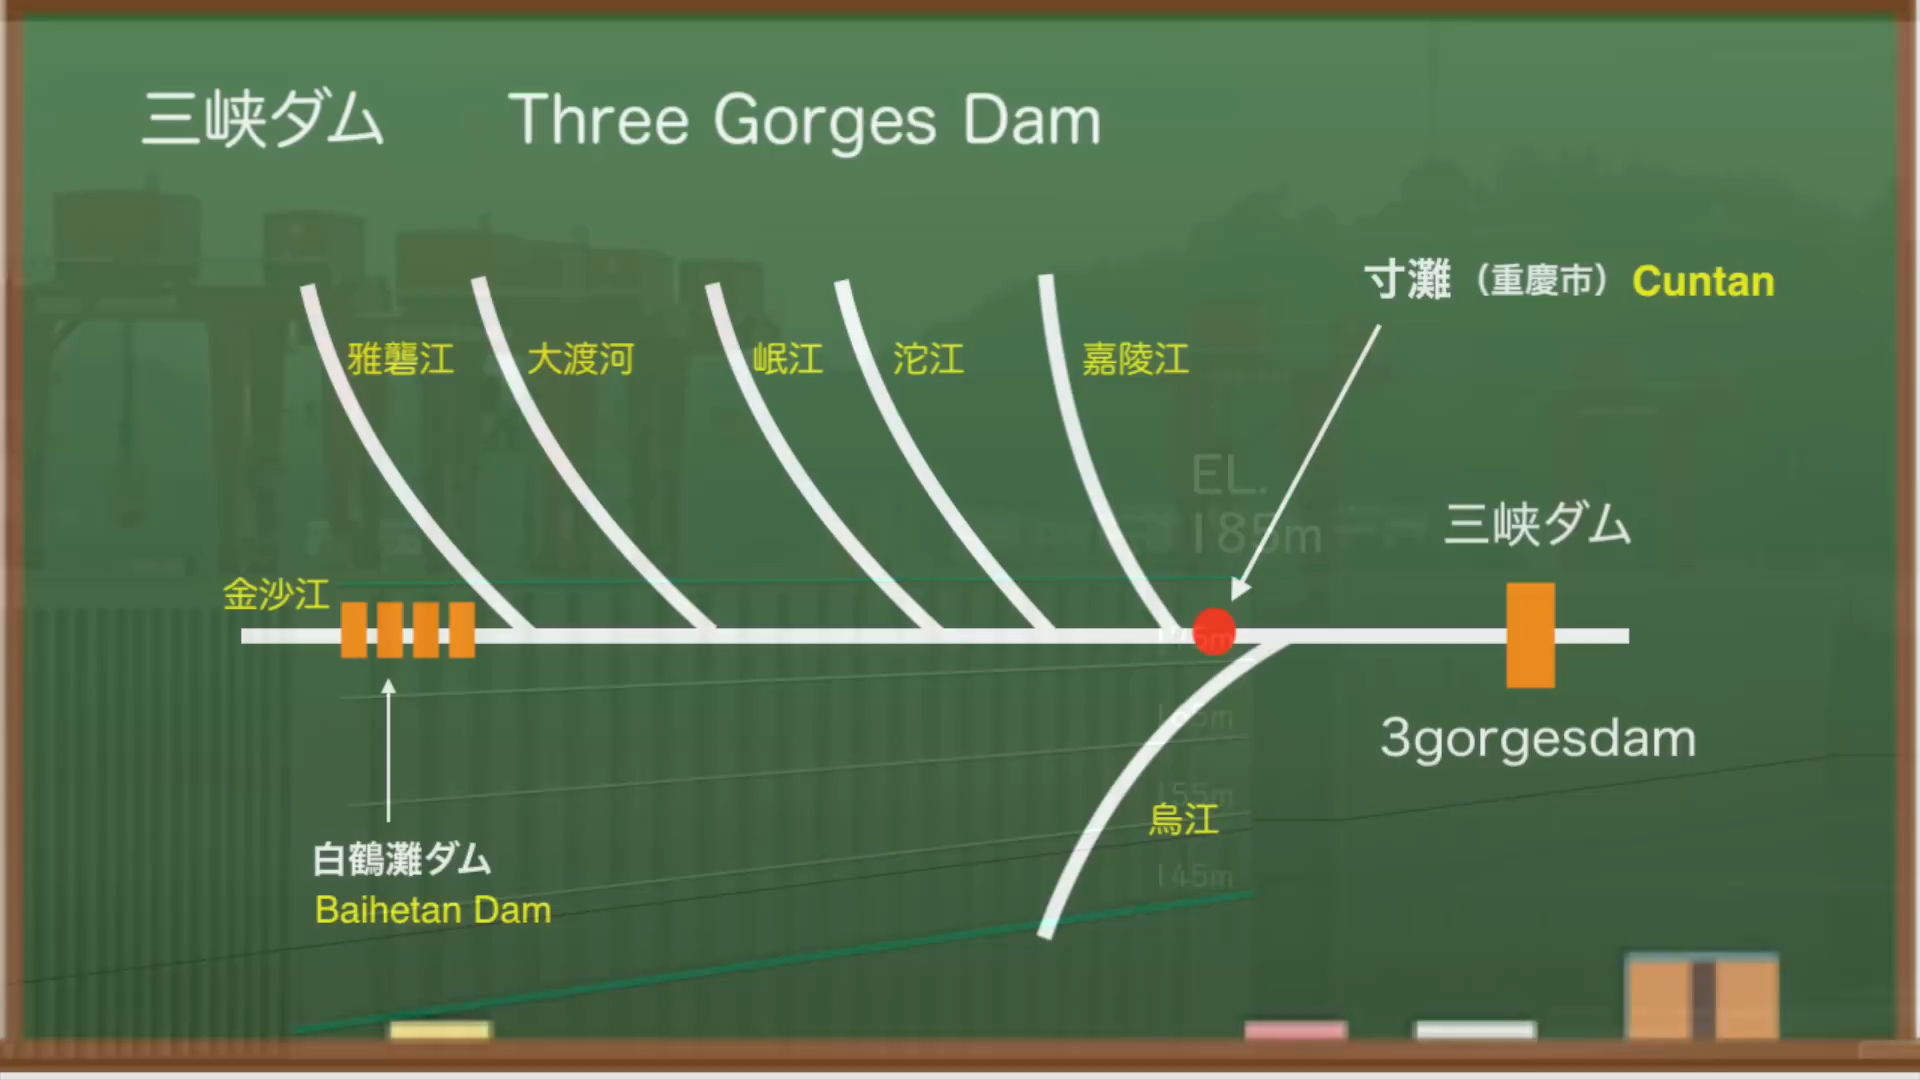 三峡ダム Three Gorges Dam
寸灘（重慶市）Cuntan
雅礱江 大渡河 岷江 沱江 嘉陵江
EL.
185m
三峡ダム
金沙江
3gorgesdam
155m
烏江
白鶴灘ダム
145m
Baihetan Dam